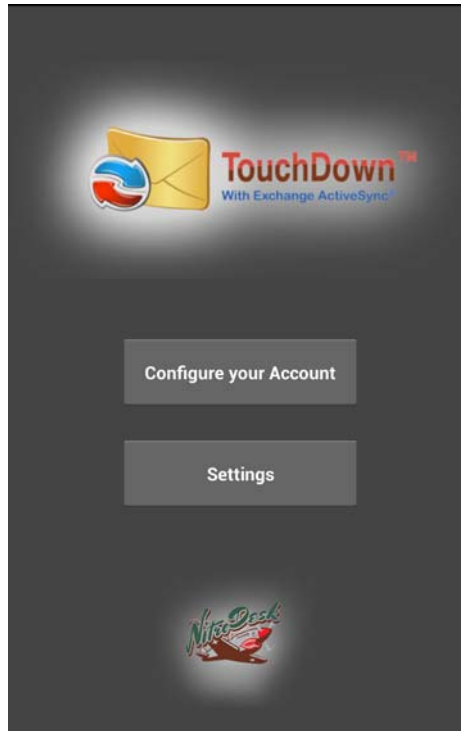 TouchDown™
With Exchange ActiveSync®
Configure your Account
Settings
NitroDesk